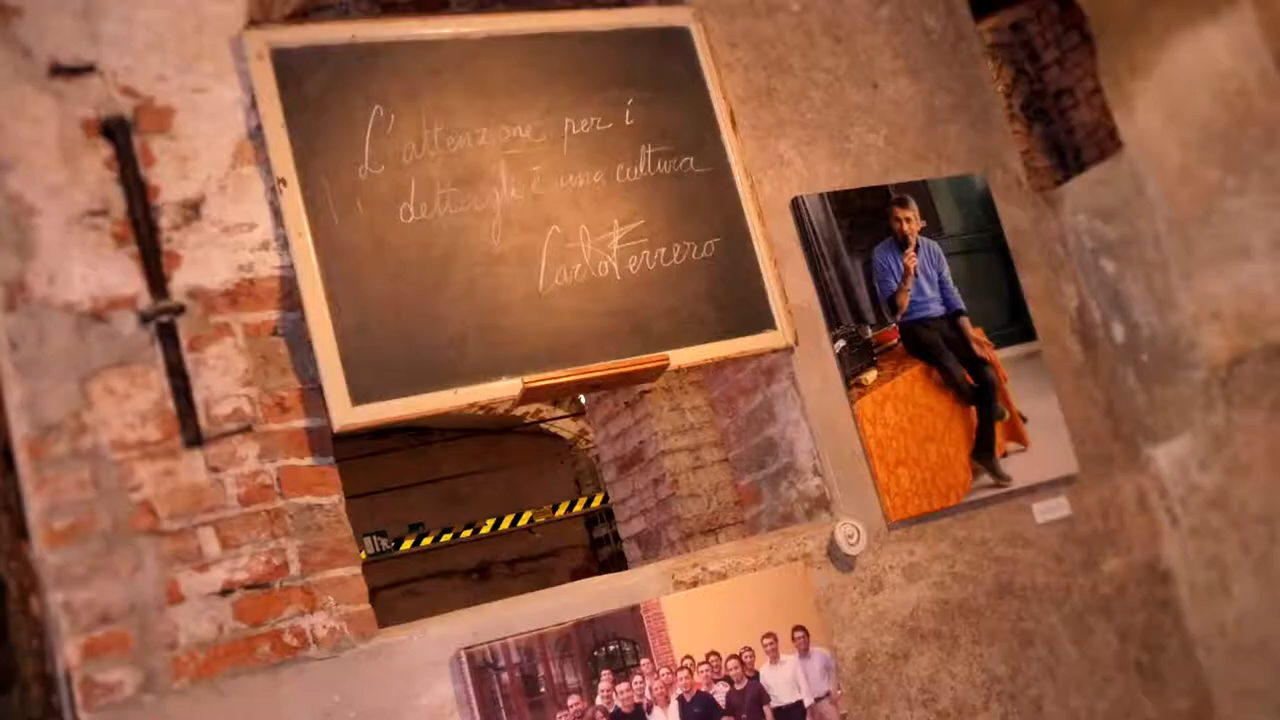 L'attenzione per i
dettagli è una cultura
Carlo Ferrero